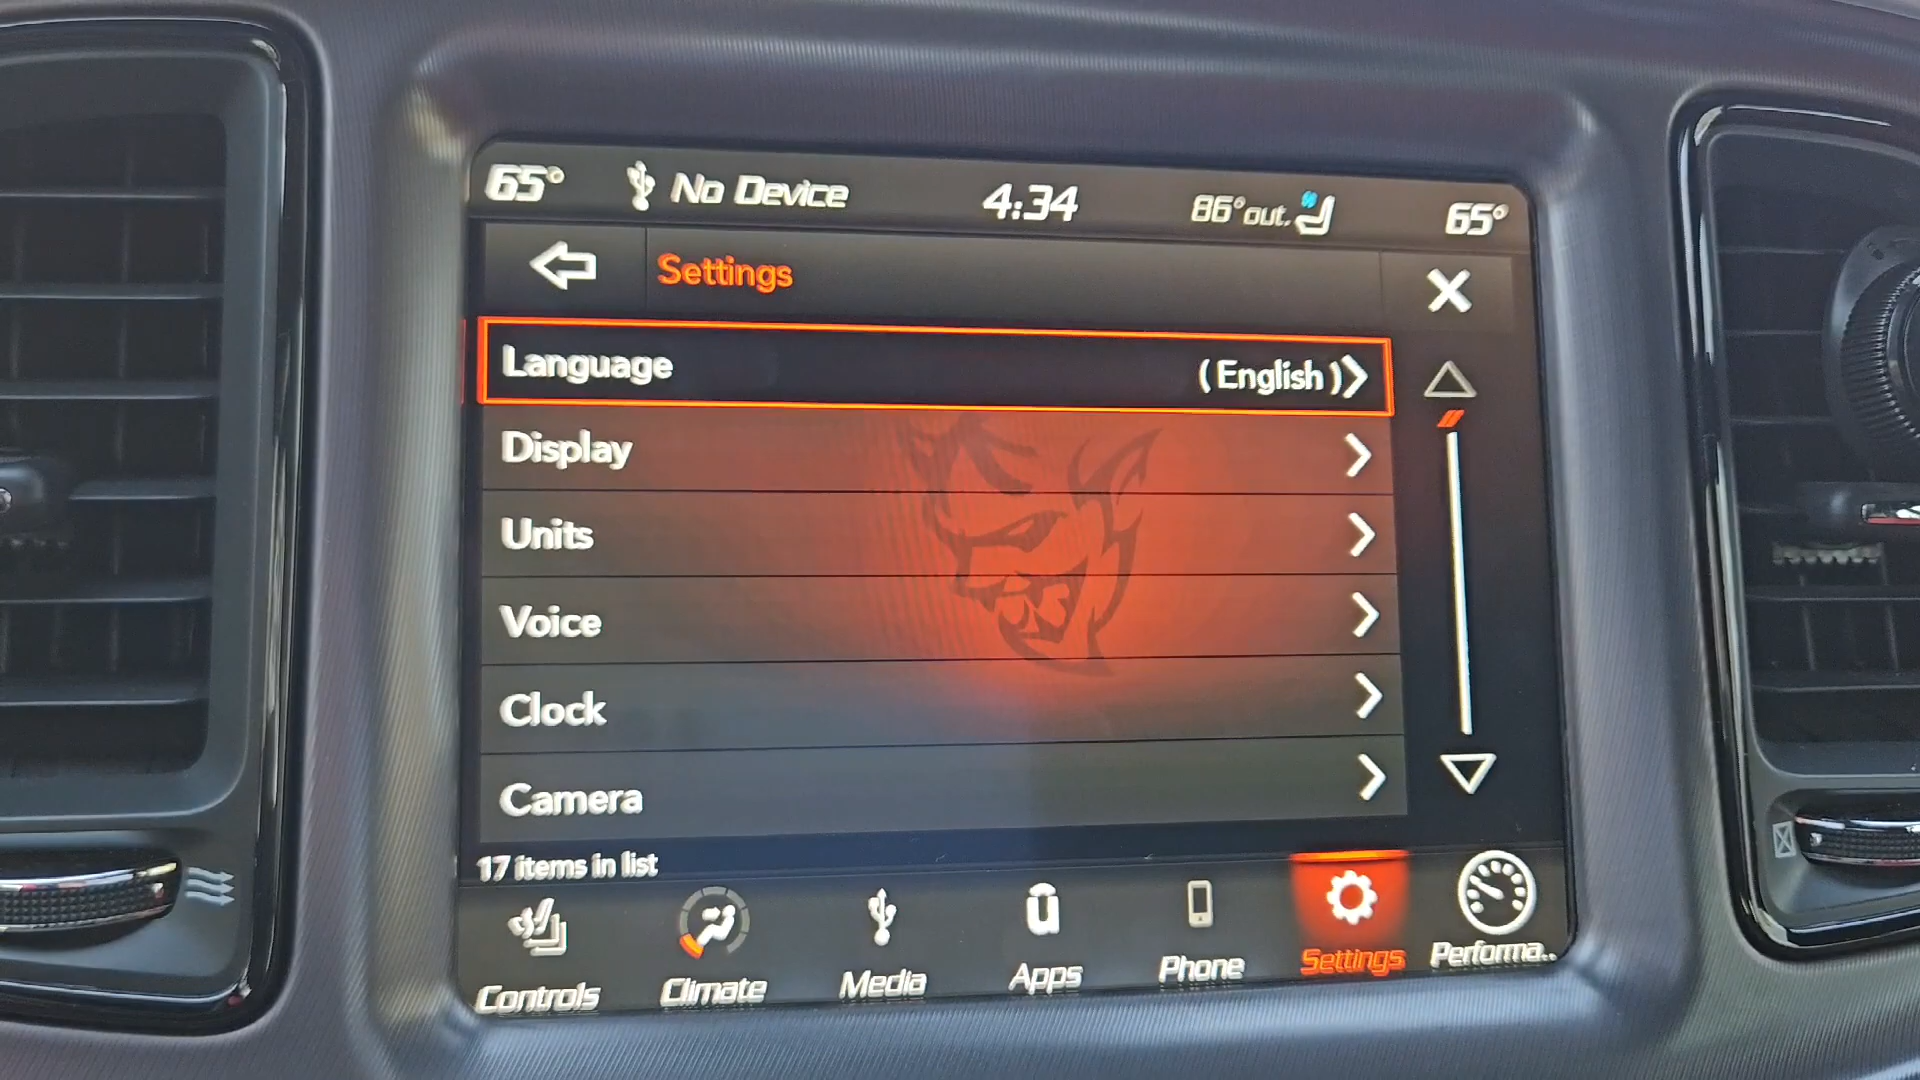 65° No Device 4:34 86°out. 65°
Settings
Language (English)
Display
Units
Voice
Clock
Camera
17 items in list
Controls Climate Media Apps Phone Settings Performa..